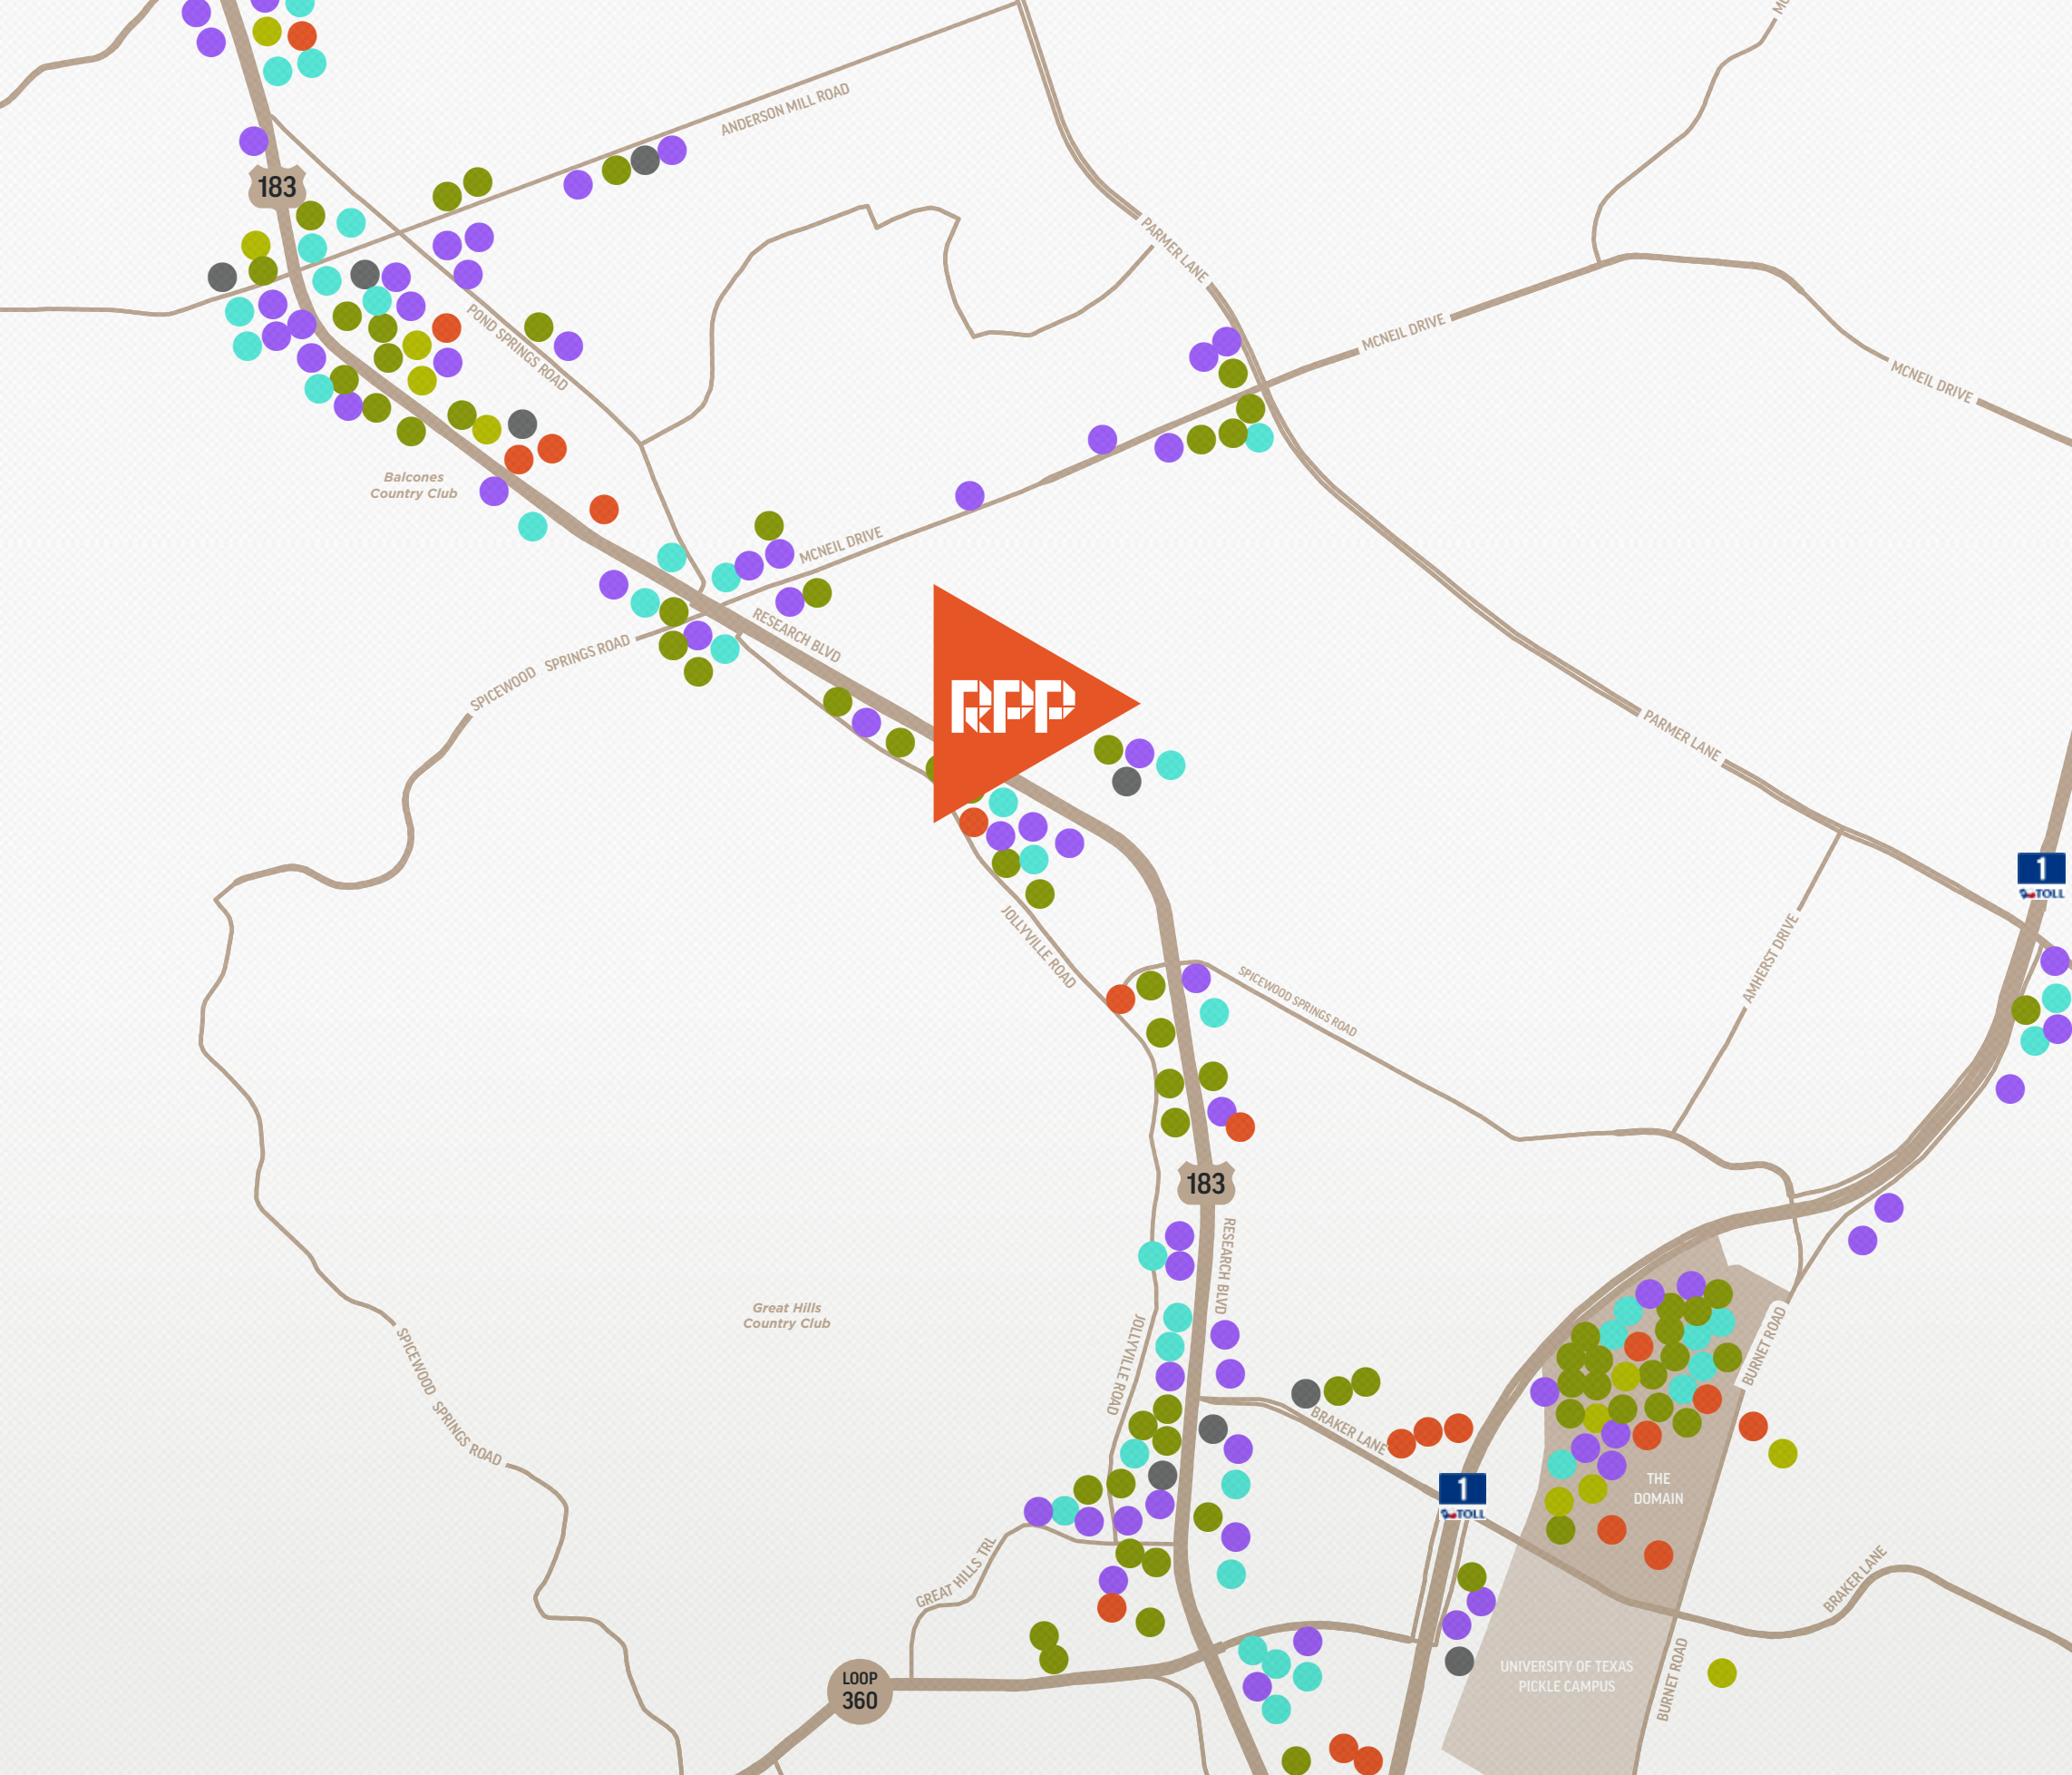 MC
ANDERSON MILL ROAD
183
PARMER LANE
POND SPRINGS ROAD
MCNEIL DRIVE
MCNEIL DRIVE
Balcones
Country Club
MCNEIL DRIVE
RESEARCH BLVD
SPICEWOOD SPRINGS ROAD
RPP
PARMER LANE
1
TOLL
JOLLYVILLE ROAD
SPICEWOOD SPRINGS ROAD
AMHERST DRIVE
183
RESEARCH BLVD
Great Hills
Country Club
JOLLYVILLE ROAD
BURNET ROAD
SPICEWOOD SPRINGS ROAD
BRAKER LANE
THE
DOMAIN
1
TOLL
GREAT HILLS TRL
BRAKER LANE
UNIVERSITY OF TEXAS
PICKLE CAMPUS
BURNET ROAD
LOOP
360